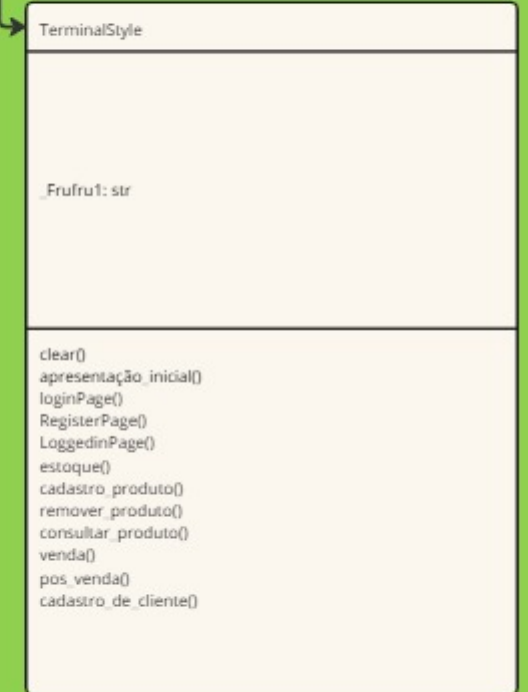 TerminalStyle
_Frufru1: str
clear()
apresentação_inicial()
loginPage()
RegisterPage()
LoggedinPage()
estoque()
cadastro_produto()
remover_produto()
consultar_produto()
venda()
pos_venda()
cadastro_de_cliente()